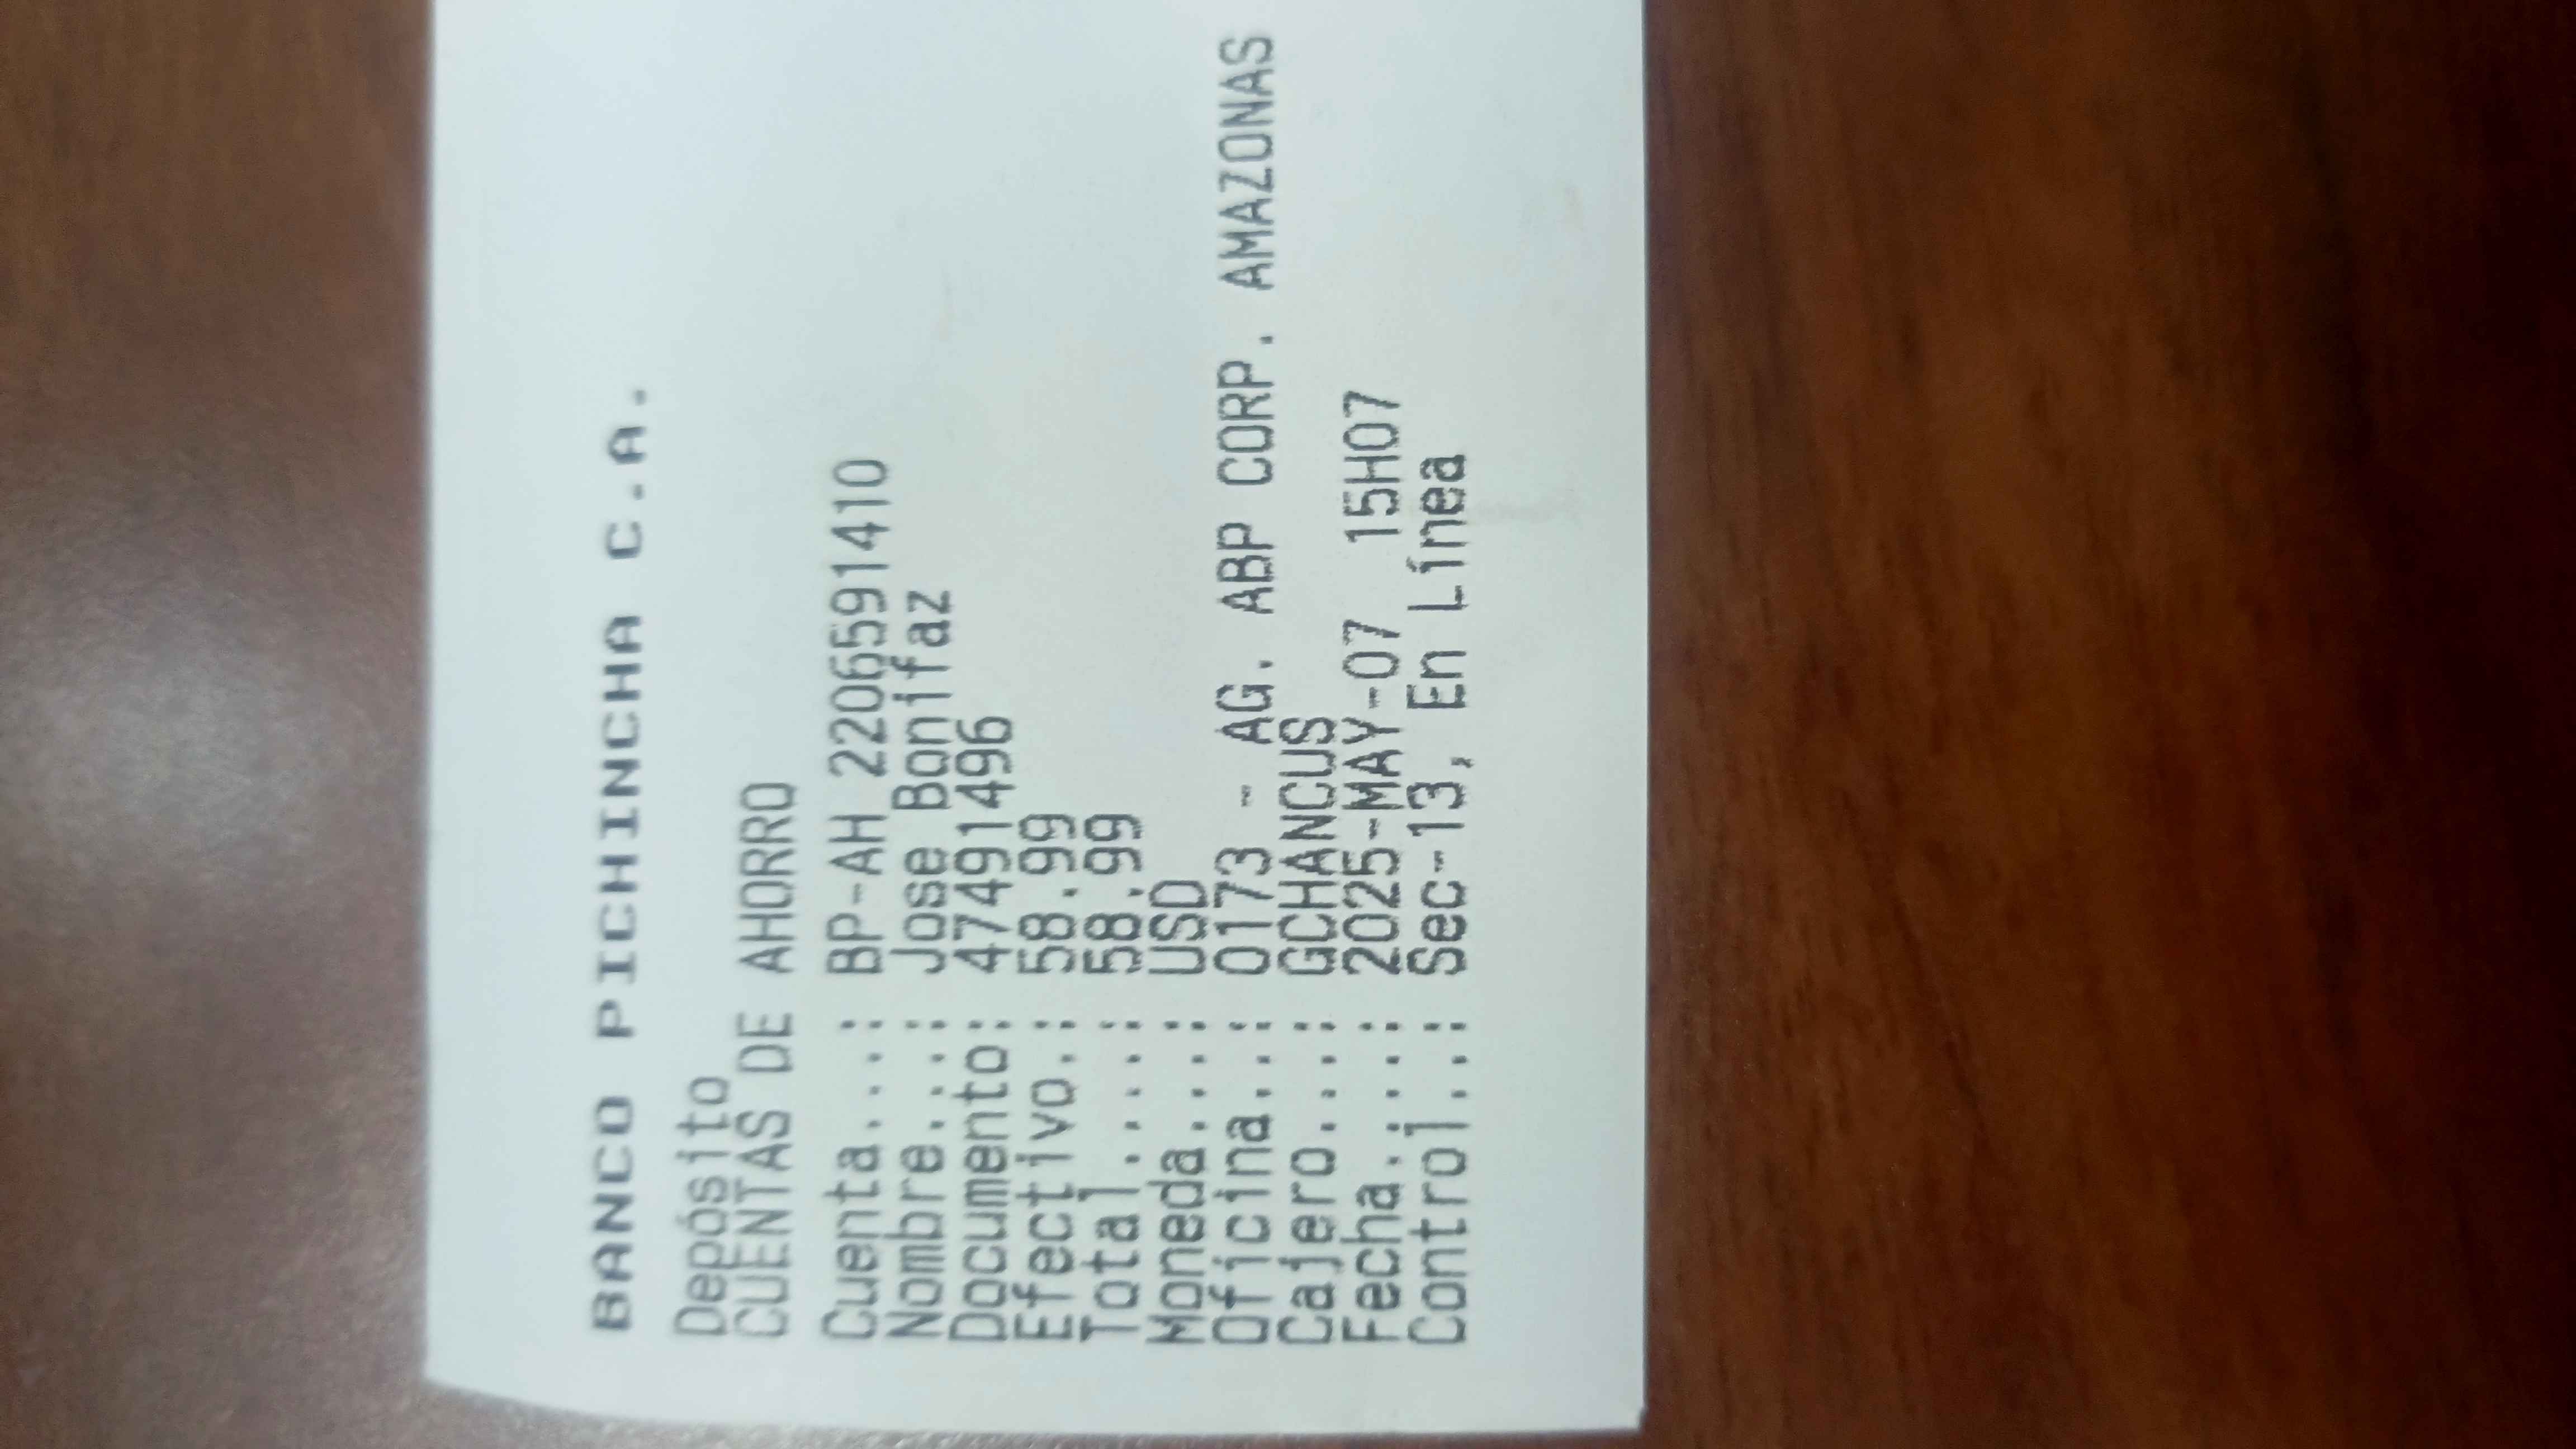 BANCO PICHINCHA C.A.
Depósito
CUENTAS DE AHORRO
Cuenta....: BP-AH 2206591410
Nombre....: Jose Bonifaz
Documento: 47491496
Efectivo.: 58.99
Total.....: 58.99
Moneda....: USD
Oficina...: 0173 - AG. ABP CORP. AMAZONAS
Cajero....: GCHANCUS
Fecha.....: 2025-MAY-07 15H07
Control...: Sec-13, En Línea